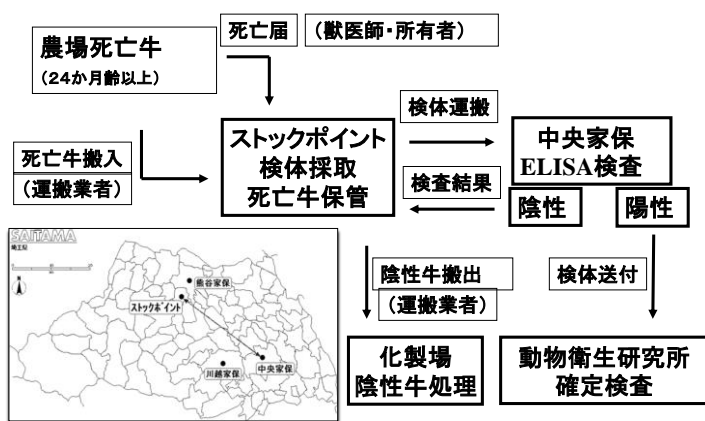 農場死亡牛
(24か月齢以上)
死亡届
(獣医師・所有者)
死亡牛搬入
(運搬業者)
ストックポイント
検体採取
死亡牛保管
検体運搬
検査結果
中央家保
ELISA検査
陰性
陽性
陰性牛搬出
(運搬業者)
検体送付
化製場
陰性牛処理
動物衛生研究所
確定検査
SAITAMA
埼玉県
N
熊谷家保
ストックポイント
川越家保
中央家保